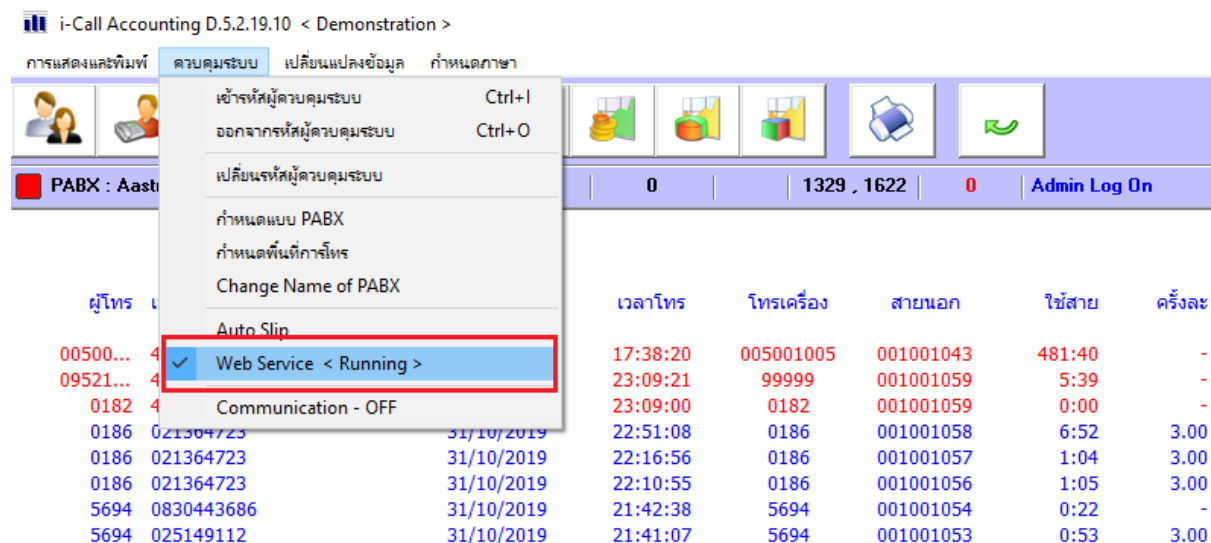 i-Call Accounting D.5.2.19.10 < Demonstration >
การแสดงและพิมพ์ ควบคุมระบบ เปลี่ยนแปลงข้อมูล กำหนดภาษา
เข้ารหัสผู้ควบคุมระบบ Ctrl+I
ออกจากรหัสผู้ควบคุมระบบ Ctrl+O
เปลี่ยนรหัสผู้ควบคุมระบบ
PABX : Aast 0 1329 , 1622 0 Admin Log On
กำหนดแบบ PABX
กำหนดพื้นที่การโทร
Change Name of PABX
ผู้โทร เวลาโทร โทรเครื่อง สายนอก ใช้สาย ครั้งละ
Auto Slip
00500... 4 17:38:20 005001005 001001043 481:40 -
Web Service < Running >
09521... 4 23:09:21 99999 001001059 5:39 -
0182 4 23:09:00 0182 001001059 0:00 -
Communication - OFF
0186 021364723 31/10/2019 22:51:08 0186 001001058 6:52 3.00
0186 021364723 31/10/2019 22:16:56 0186 001001057 1:04 3.00
0186 021364723 31/10/2019 22:10:55 0186 001001056 1:05 3.00
5694 0830443686 31/10/2019 21:42:38 5694 001001054 0:22 -
5694 025149112 31/10/2019 21:41:07 5694 001001053 0:53 3.00